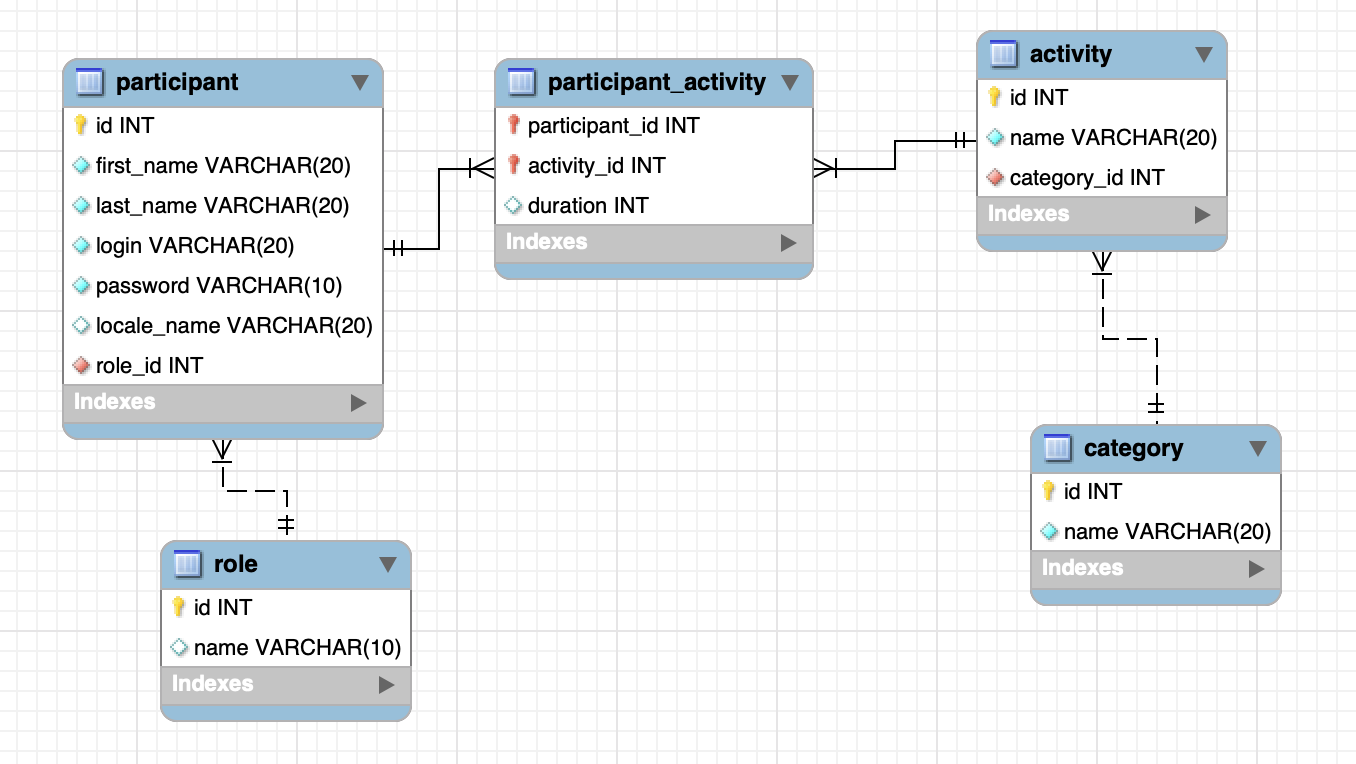 participant
id INT
first_name VARCHAR(20)
last_name VARCHAR(20)
login VARCHAR(20)
password VARCHAR(10)
locale_name VARCHAR(20)
role_id INT
Indexes
participant_activity
participant_id INT
activity_id INT
duration INT
Indexes
activity
id INT
name VARCHAR(20)
category_id INT
Indexes
role
id INT
name VARCHAR(10)
Indexes
category
id INT
name VARCHAR(20)
Indexes